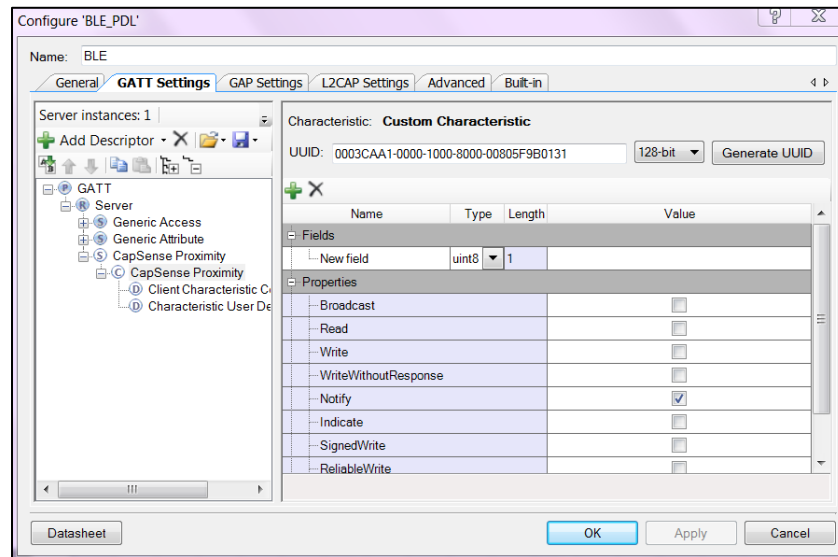 Configure 'BLE_PDL'
Name: BLE
General GATT Settings GAP Settings L2CAP Settings Advanced Built-in
Server instances: 1
Add Descriptor
GATT
Server
Generic Access
Generic Attribute
CapSense Proximity
CapSense Proximity
Client Characteristic C
Characteristic User De
Characteristic: Custom Characteristic
UUID: 0003CAA1-0000-1000-8000-00805F9B0131 128-bit Generate UUID
Name Type Length Value
Fields
New field uint8 1
Properties
Broadcast
Read
Write
WriteWithoutResponse
Notify
Indicate
SignedWrite
ReliableWrite
Datasheet OK Apply Cancel